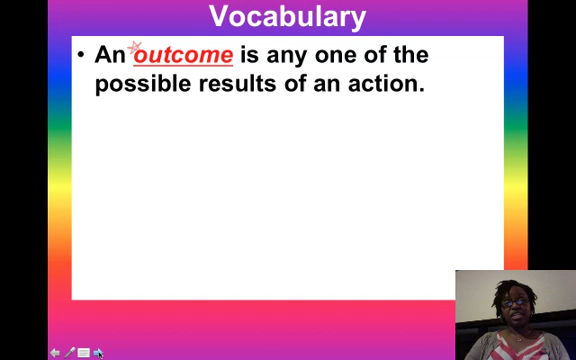 Vocabulary
• An outcome is any one of the
possible results of an action.